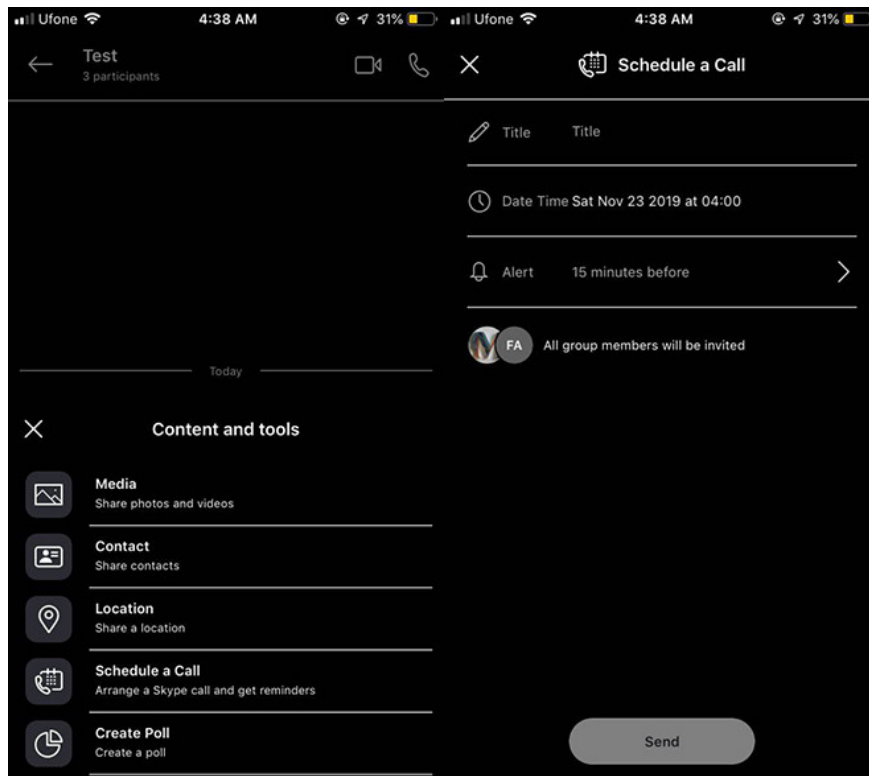 Ufone 4:38 AM 31%
Test
3 participants
Today
Content and tools
Media
Share photos and videos
Contact
Share contacts
Location
Share a location
Schedule a Call
Arrange a Skype call and get reminders
Create Poll
Create a poll
Ufone 4:38 AM 31%
Schedule a Call
Title Title
Date Time Sat Nov 23 2019 at 04:00
Alert 15 minutes before
FA All group members will be invited
Send